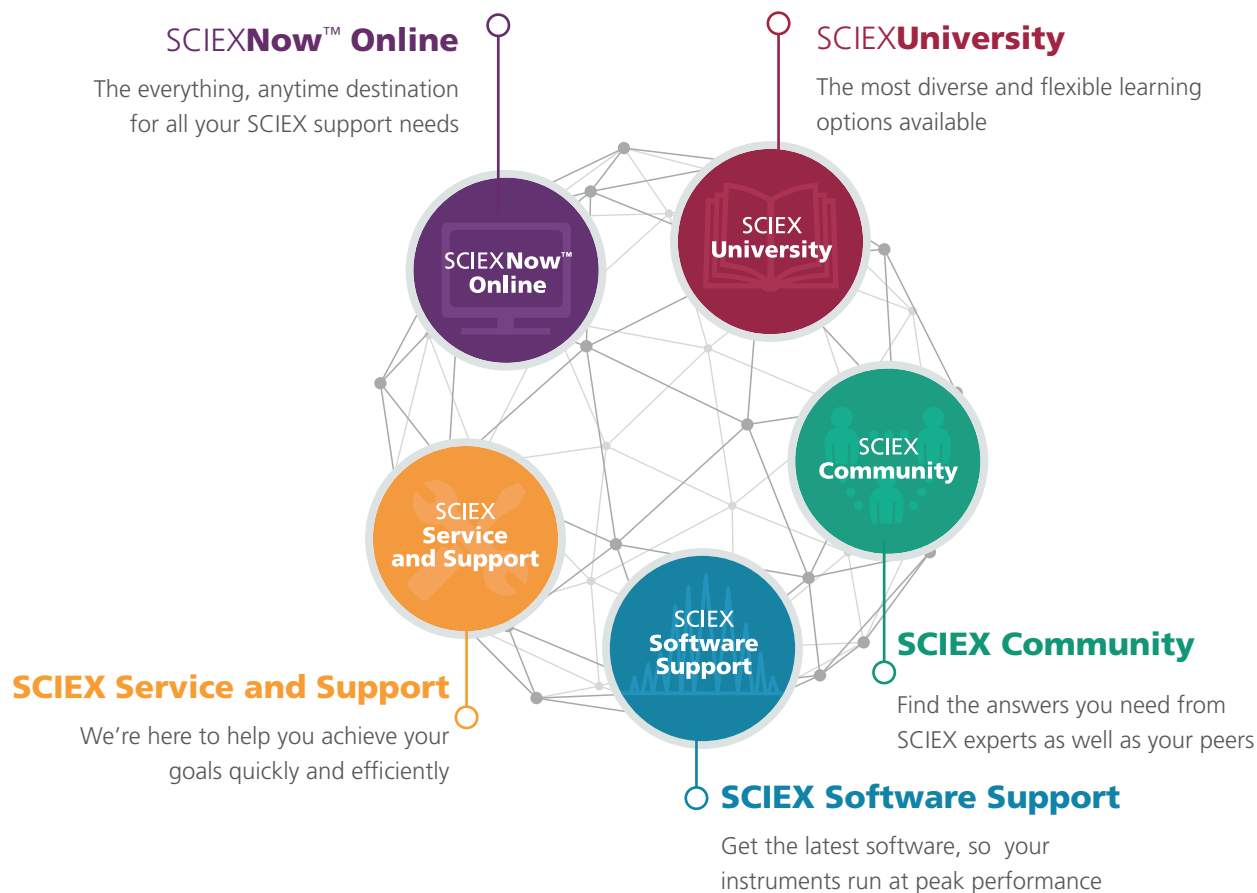 SCIEXNow™ Online
The everything, anytime destination
for all your SCIEX support needs
SCIEXUniversity
The most diverse and flexible learning
options available
SCIEXNow™
Online
SCIEX
University
SCIEX
Community
SCIEX
Service
and Support
SCIEX
Software
Support
SCIEX Community
Find the answers you need from
SCIEX experts as well as your peers
SCIEX Service and Support
We're here to help you achieve your
goals quickly and efficiently
SCIEX Software Support
Get the latest software, so your
instruments run at peak performance